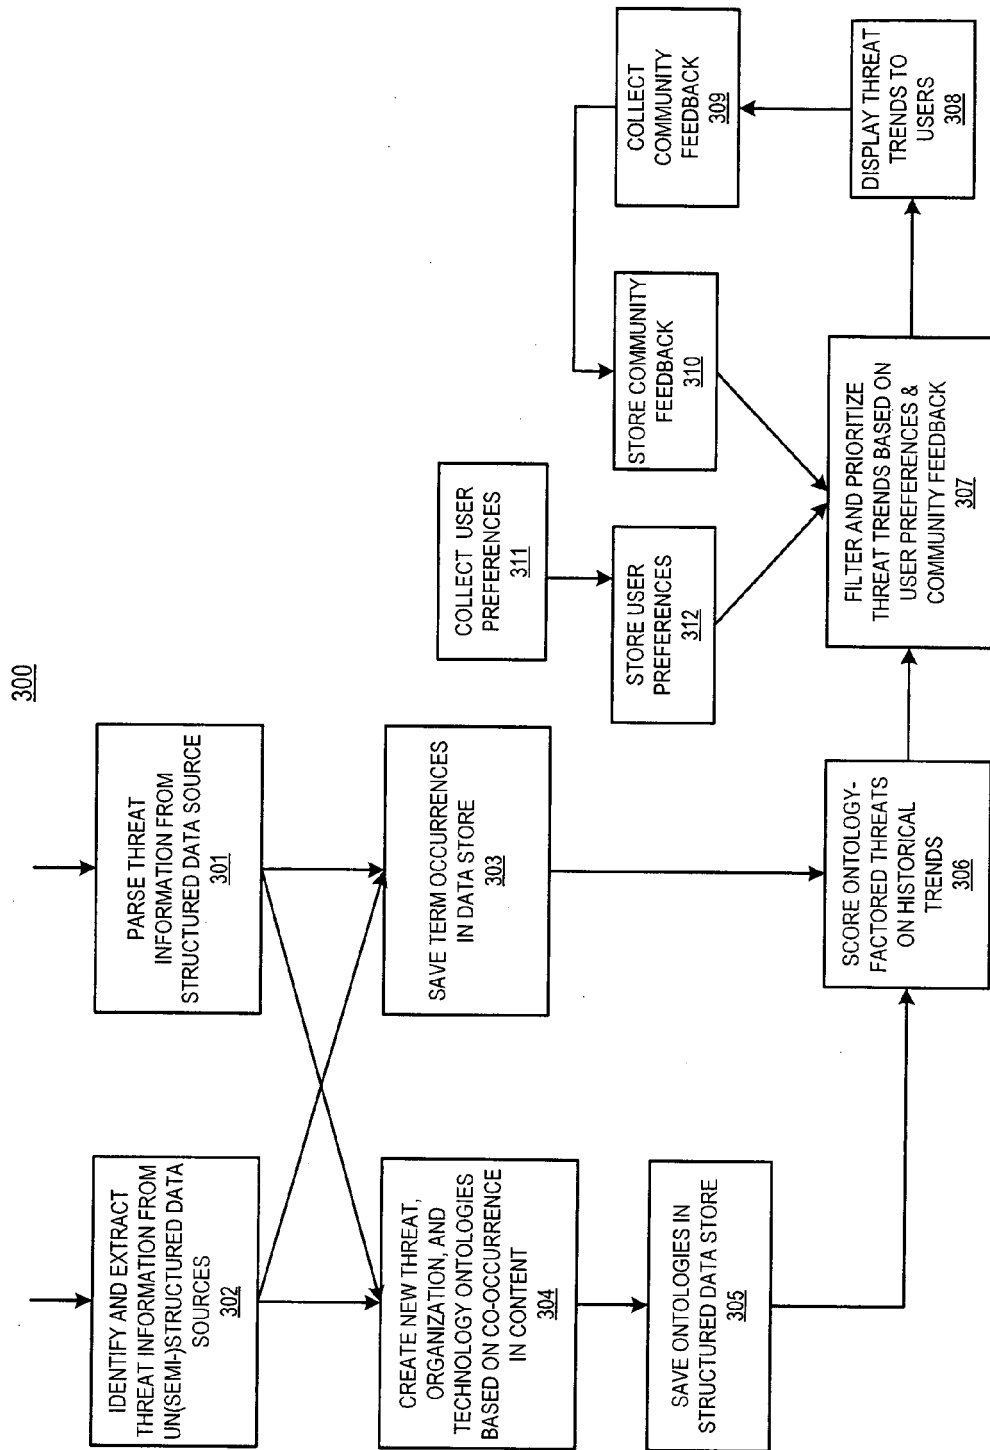 300
IDENTIFY AND EXTRACT
THREAT INFORMATION FROM
UN(SEMI-)STRUCTURED DATA
SOURCES
302
PARSE THREAT
INFORMATION FROM
STRUCTURED DATA SOURCE
301
CREATE NEW THREAT,
ORGANIZATION, AND
TECHNOLOGY ONTOLOGIES
BASED ON CO-OCCURRENCE
IN CONTENT
304
SAVE TERM OCCURRENCES
IN DATA STORE
303
SAVE ONTOLOGIES IN
STRUCTURED DATA STORE
305
SCORE ONTOLOGY-
FACTORED THREATS
ON HISTORICAL
TRENDS
306
COLLECT USER
PREFERENCES
311
STORE USER
PREFERENCES
312
STORE COMMUNITY
FEEDBACK
310
COLLECT
COMMUNITY
FEEDBACK
309
FILTER AND PRIORITIZE
THREAT TRENDS BASED ON
USER PREFERENCES &
COMMUNITY FEEDBACK
307
DISPLAY THREAT
TRENDS TO
USERS
308